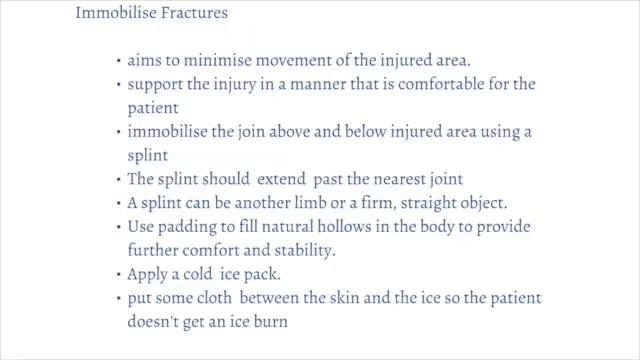 Immobilise Fractures
• aims to minimise movement of the injured area.
• support the injury in a manner that is comfortable for the
patient
• immobilise the join above and below injured area using a
splint
• The splint should extend past the nearest joint
• A splint can be another limb or a firm, straight object.
• Use padding to fill natural hollows in the body to provide
further comfort and stability.
• Apply a cold ice pack.
• put some cloth between the skin and the ice so the patient
doesn't get an ice burn